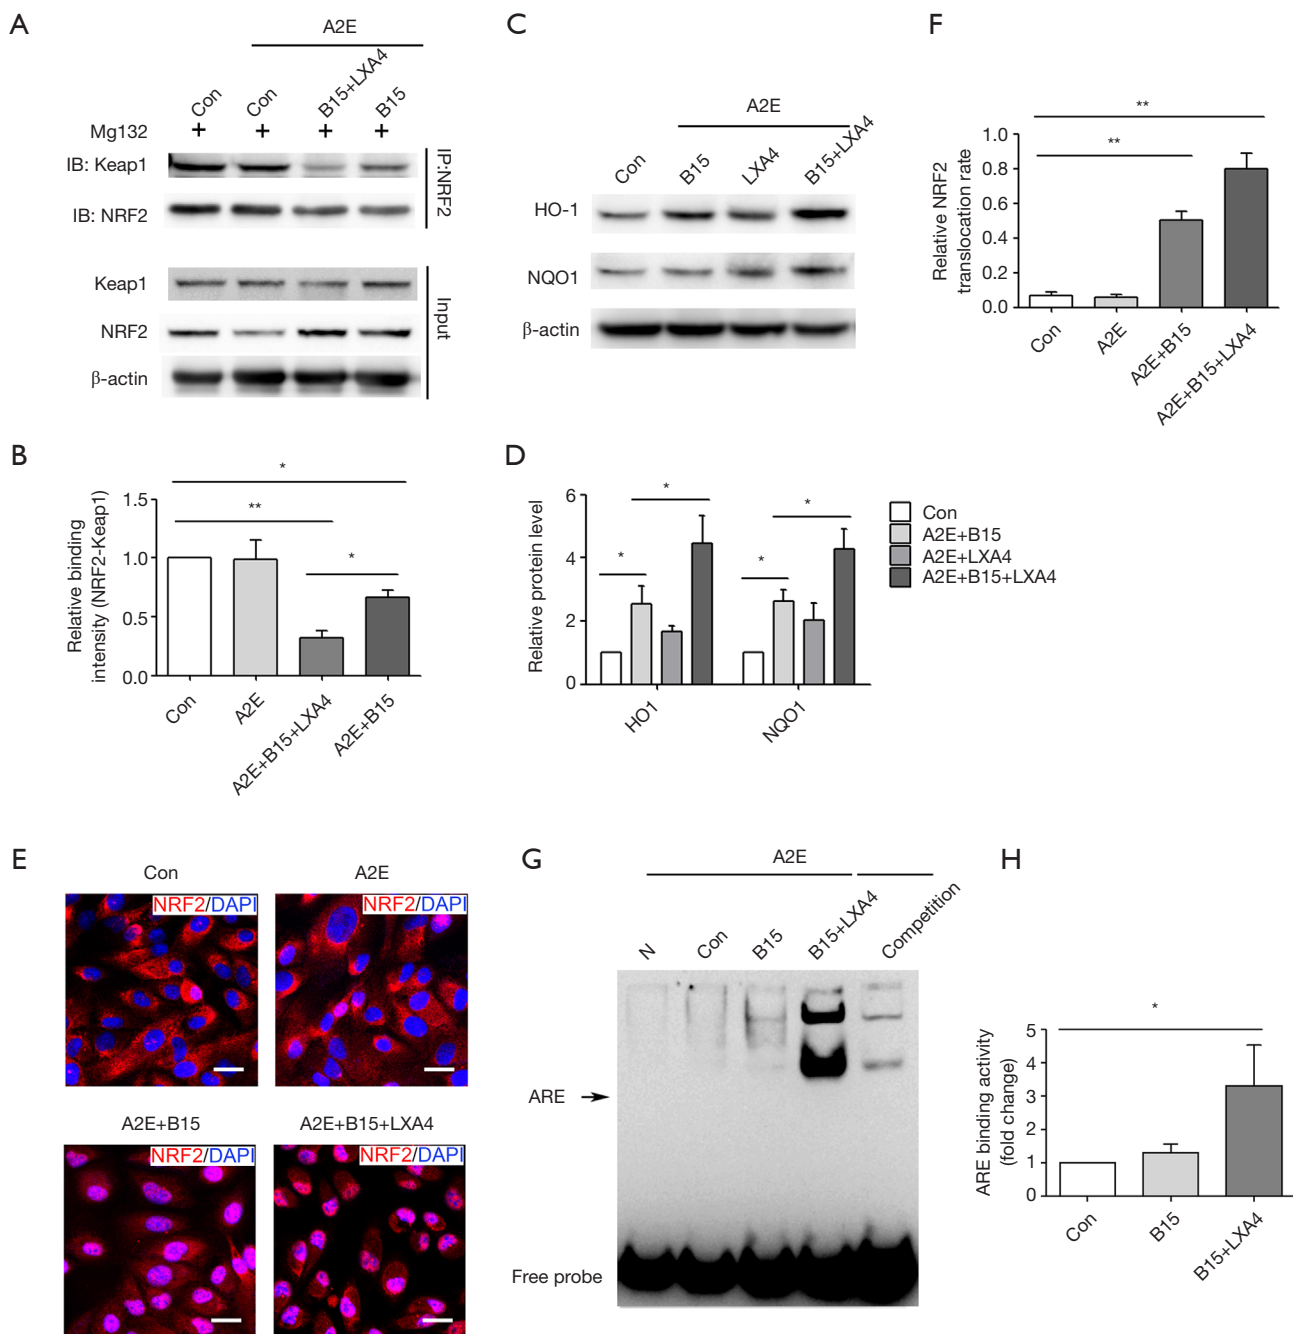 A
A2E
Con
Con
B15+LXA4
B15
Mg132
+
+
+
+
IB: Keap1
IB: NRF2
IP:NRF2
Keap1
NRF2
β-actin
Input
B
Relative binding
intensity (NRF2-Keap1)
1.5
1.0
0.5
0.0
*
**
*
Con
A2E
A2E+B15+LXA4
A2E+B15
C
A2E
Con
B15
LXA4
B15+LXA4
HO-1
NQO1
β-actin
D
Relative protein level
6
4
2
0
*
*
*
*
HO1
NQO1
Con
A2E+B15
A2E+LXA4
A2E+B15+LXA4
E
Con
A2E
NRF2/DAPI
NRF2/DAPI
A2E+B15
A2E+B15+LXA4
NRF2/DAPI
NRF2/DAPI
F
Relative NRF2
translocation rate
1.0
0.8
0.6
0.4
0.2
0.0
**
**
Con
A2E
A2E+B15
A2E+B15+LXA4
G
A2E
N
Con
B15
B15+LXA4
Competition
ARE
Free probe
H
ARE binding activity
(fold change)
5
4
3
2
1
0
*
Con
B15
B15+LXA4